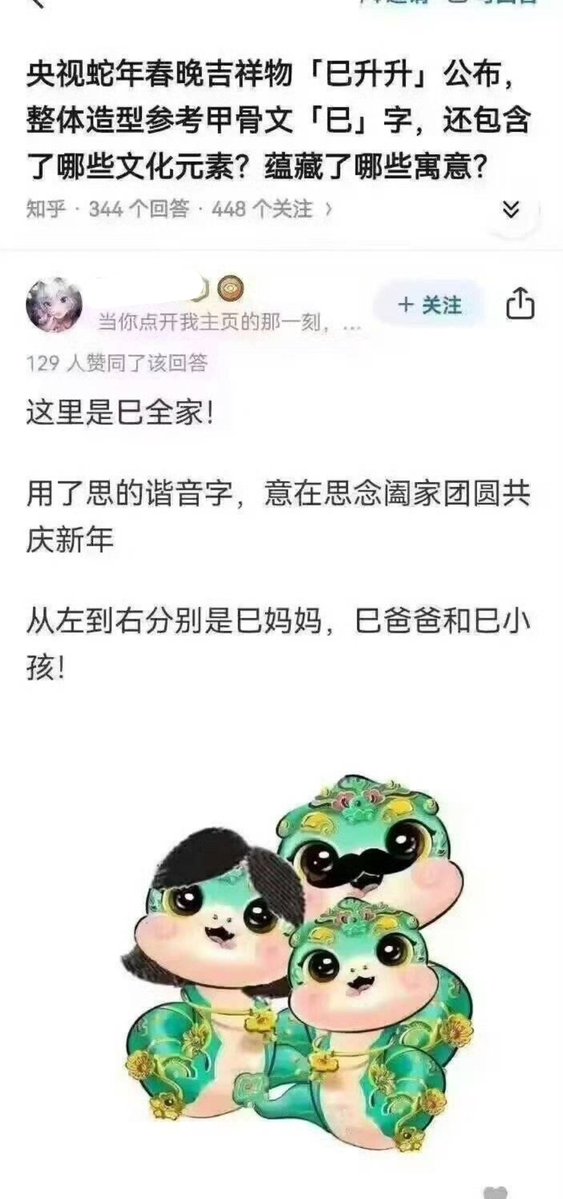 央视蛇年春晚吉祥物「巳升升」公布，
整体造型参考甲骨文「巳」字，还包含
了哪些文化元素？蕴藏了哪些寓意？
知乎 · 344 个回答 · 448 个关注 〉
当你点开我主页的那一刻，...
+ 关注
129 人赞同了该回答
这里是巳全家！
用了思的谐音字，意在思念阖家团圆共
庆新年
从左到右分别是巳妈妈，巳爸爸和巳小
孩！